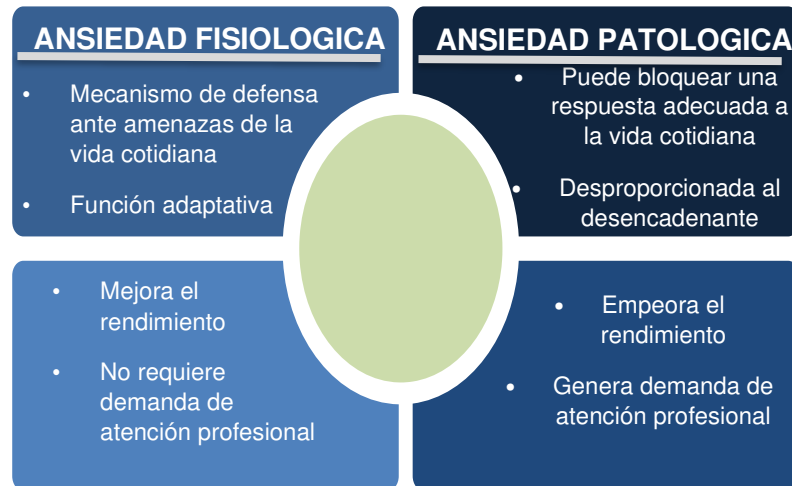 ANSIEDAD FISIOLOGICA
• Mecanismo de defensa
ante amenazas de la
vida cotidiana
• Función adaptativa
ANSIEDAD PATOLOGICA
• Puede bloquear una
respuesta adecuada a
la vida cotidiana
• Desproporcionada al
desencadenante
• Mejora el
rendimiento
• No requiere
demanda de
atención profesional
• Empeora el
rendimiento
• Genera demanda de
atención profesional